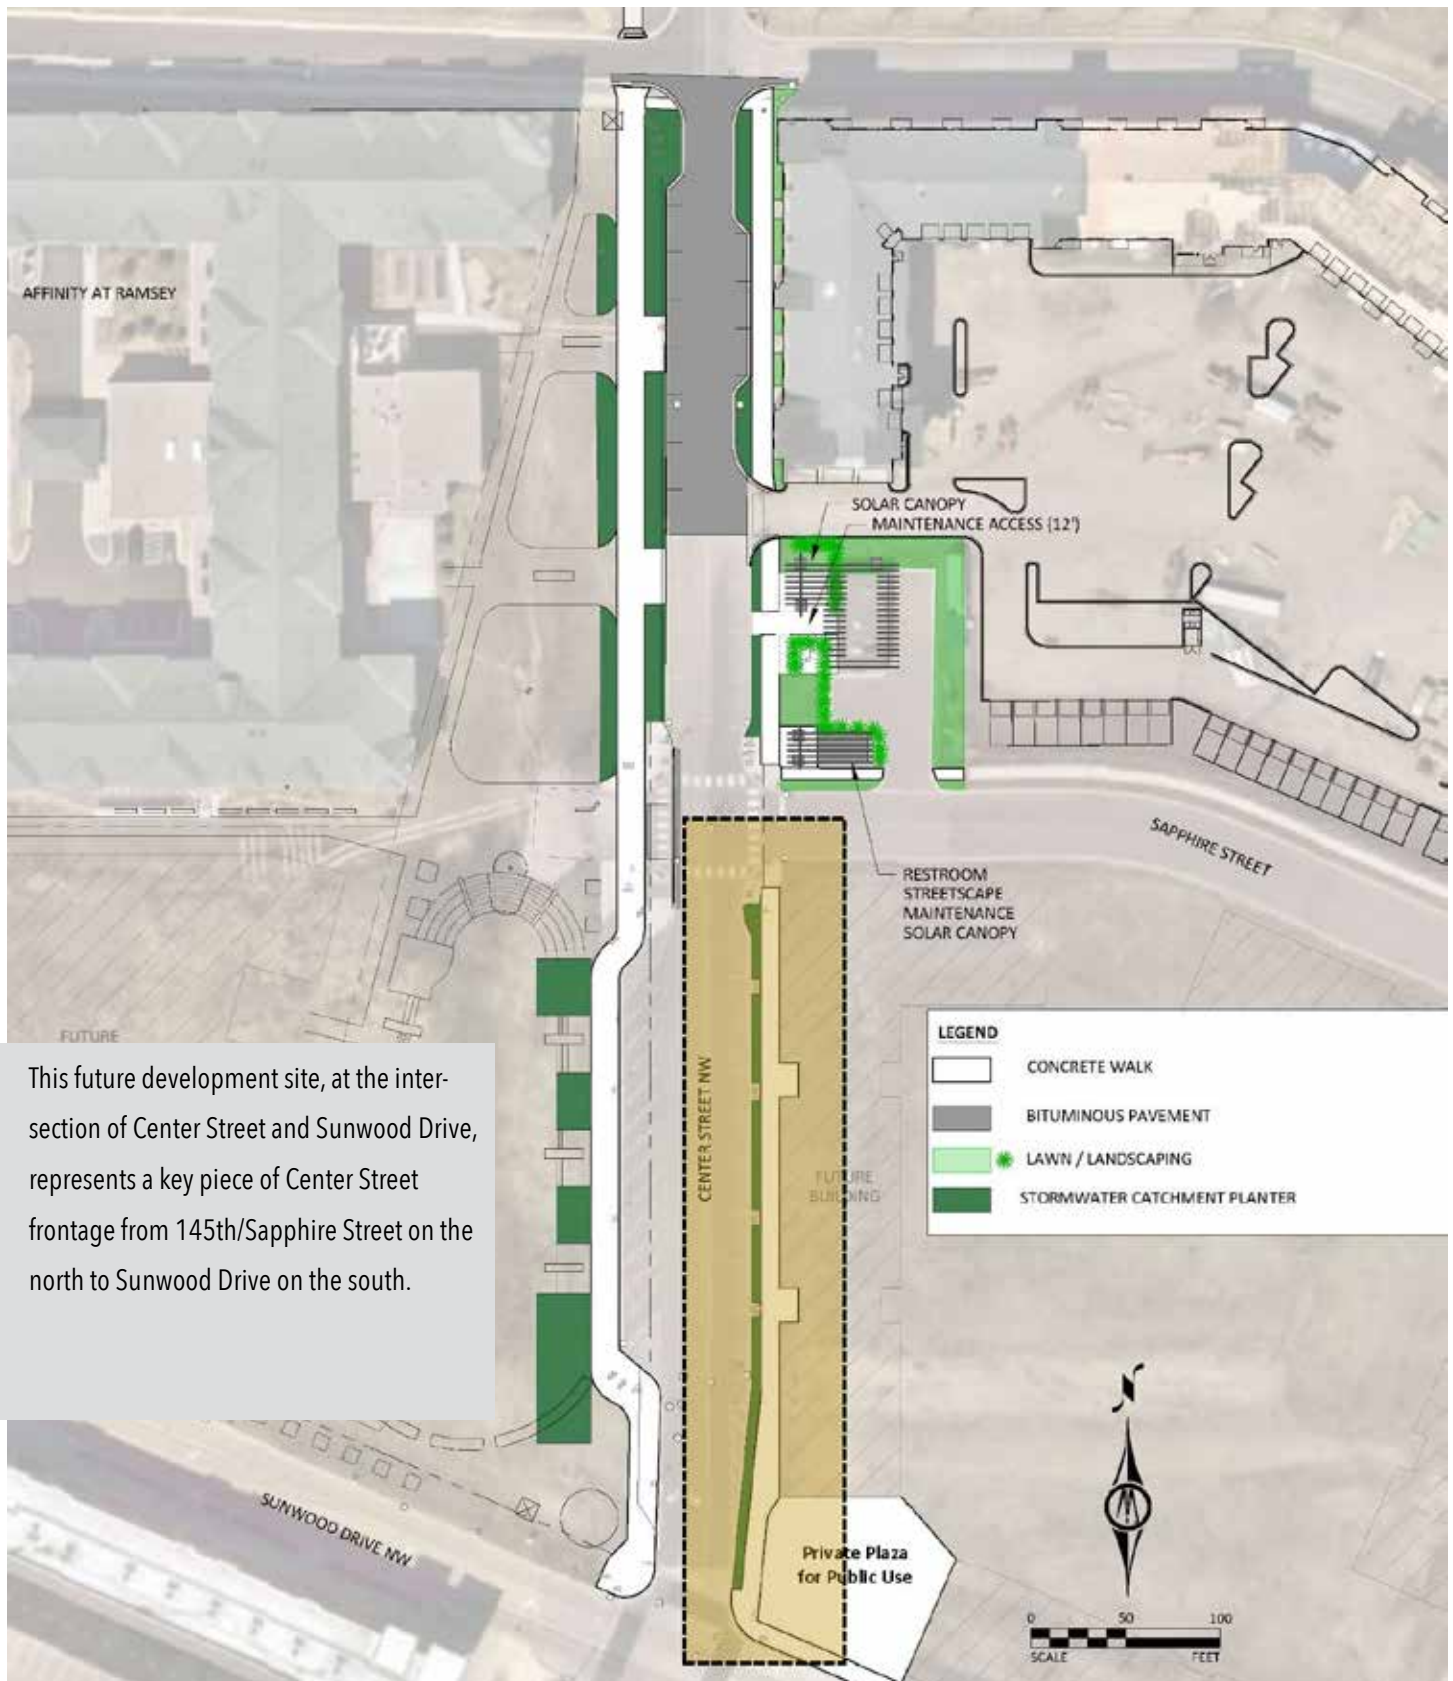 AFFINITY AT RAMSEY
SOLAR CANOPY
MAINTENANCE ACCESS (12')
SAPPHIRE STREET
RESTROOM
STREETSCAPE
MAINTENANCE
SOLAR CANOPY
LEGEND
CONCRETE WALK
BITUMINOUS PAVEMENT
LAWN / LANDSCAPING
STORMWATER CATCHMENT PLANTER
FUTURE
This future development site, at the inter-
section of Center Street and Sunwood Drive,
represents a key piece of Center Street
frontage from 145th/Sapphire Street on the
north to Sunwood Drive on the south.
CENTER STREET NW
FUTURE
BUILDING
SUNWOOD DRIVE NW
Private Plaza
for Public Use
N
0 50 100
SCALE FEET